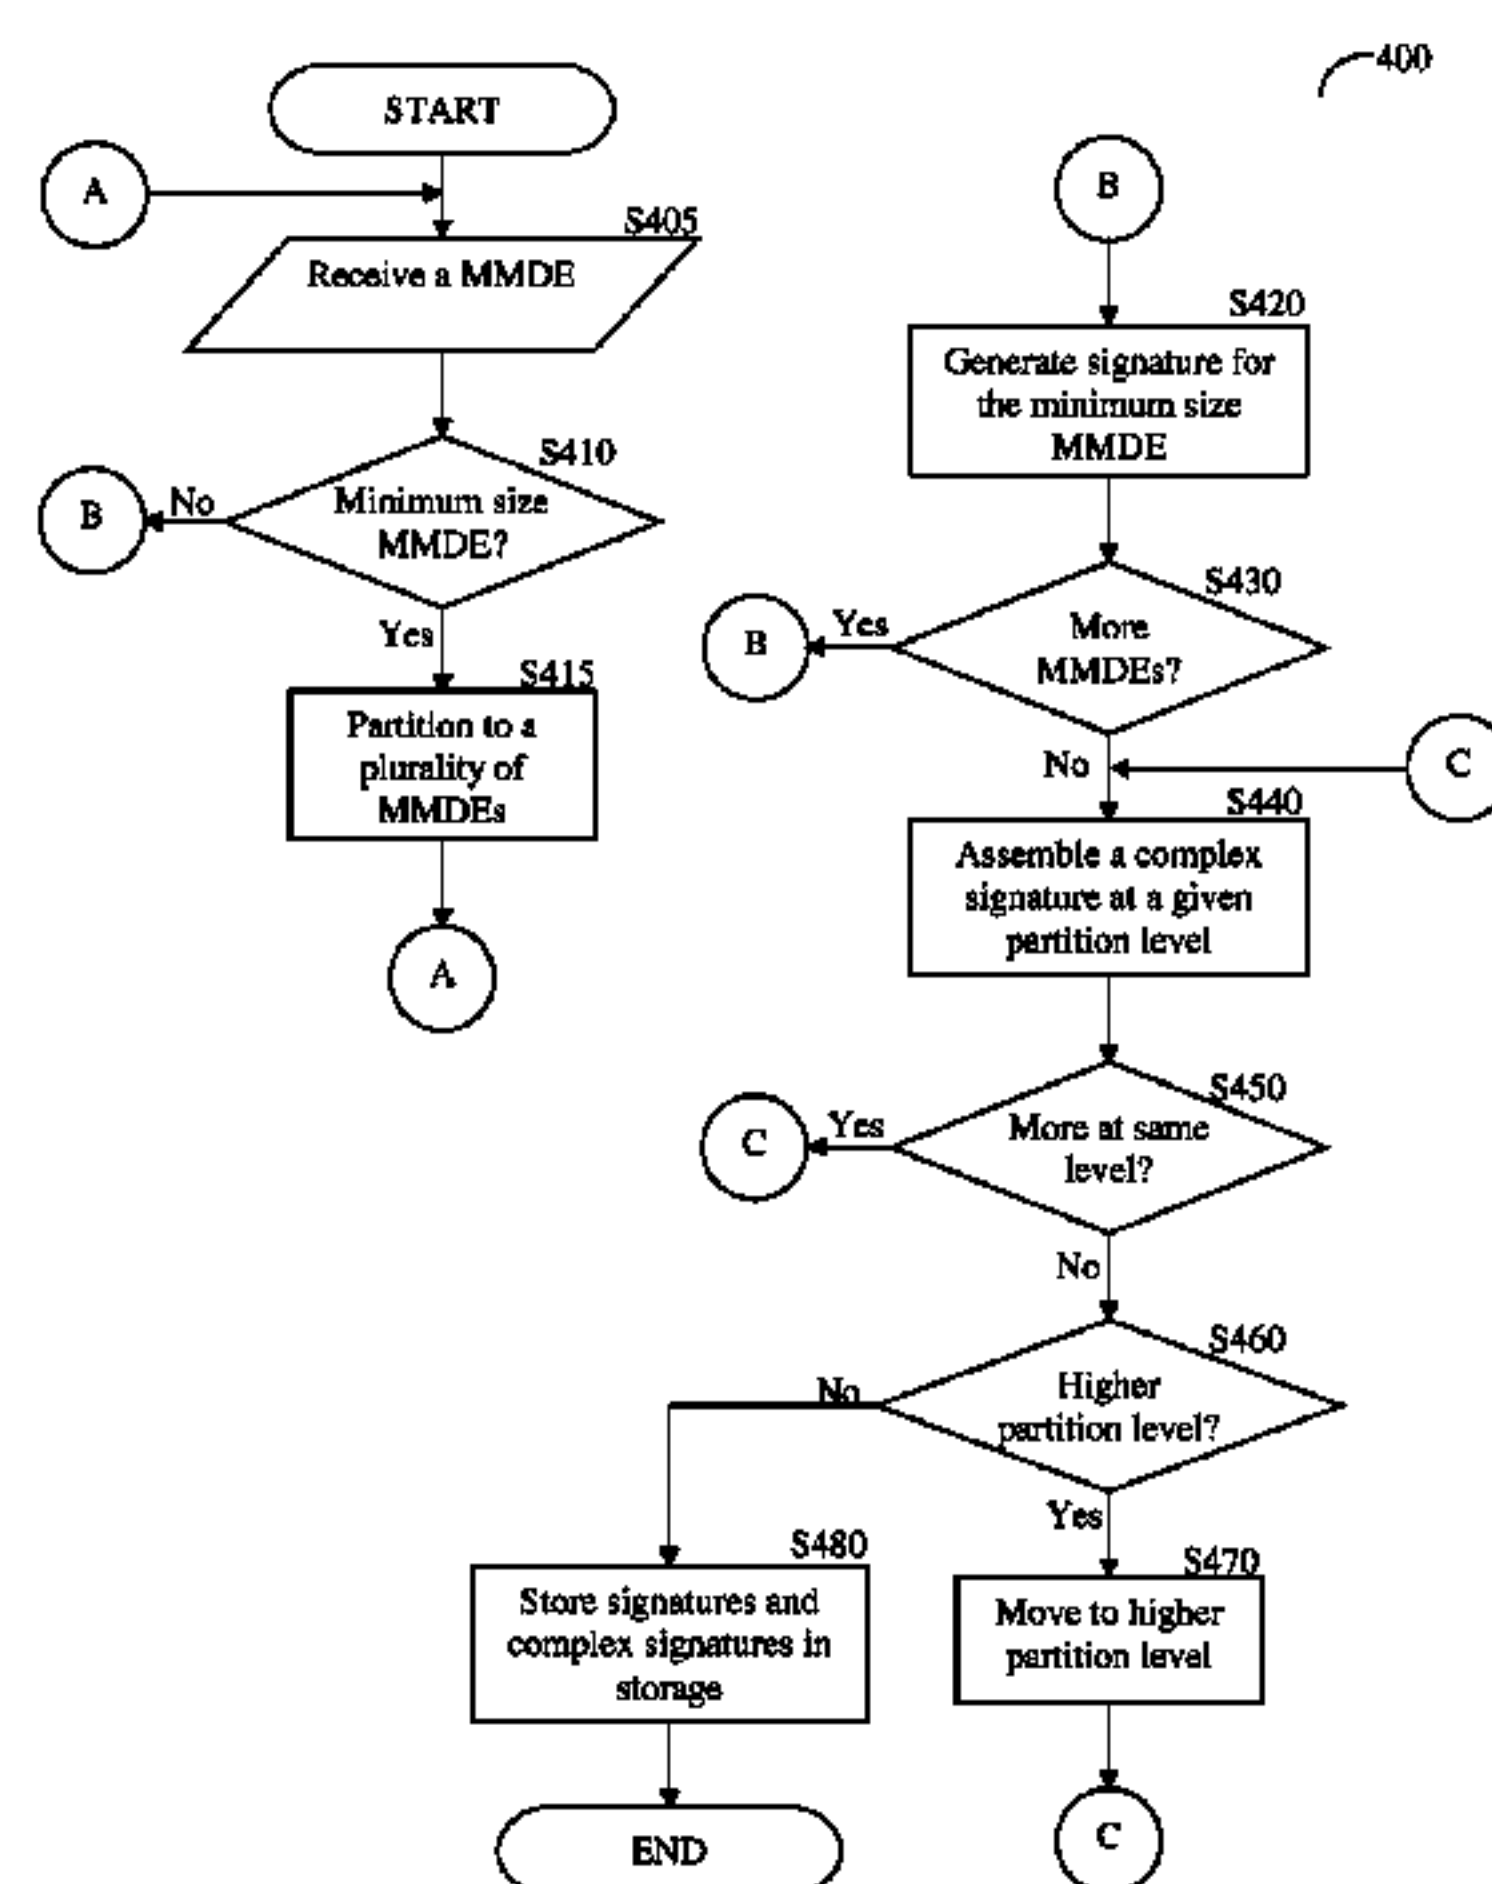 400
START
A
S405
Receive a MMDE
S410
Minimum size
MMDE?
No
B
Yes
S415
Partition to a
plurality of
MMDEs
A
B
S420
Generate signature for
the minimum size
MMDE
S430
More
MMDEs?
Yes
B
No
C
S440
Assemble a complex
signature at a given
partition level
S450
More at same
level?
Yes
C
No
S460
Higher
partition level?
No
Yes
S480
Store signatures and
complex signatures in
storage
END
S470
Move to higher
partition level
C